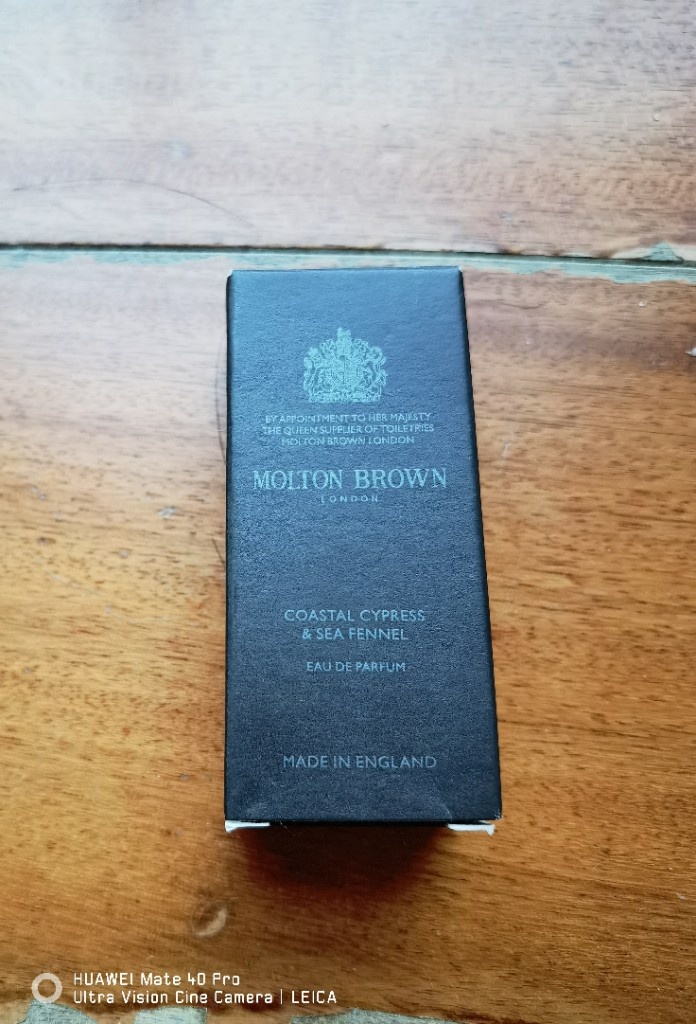 BY APPOINTMENT TO HER MAJESTY
THE QUEEN SUPPLIER OF TOILETRIES
MOLTON BROWN LONDON
MOLTON BROWN
LONDON
COASTAL CYPRESS
& SEA FENNEL
EAU DE PARFUM
MADE IN ENGLAND
HUAWEI Mate 40 Pro
Ultra Vision Cine Camera | LEICA